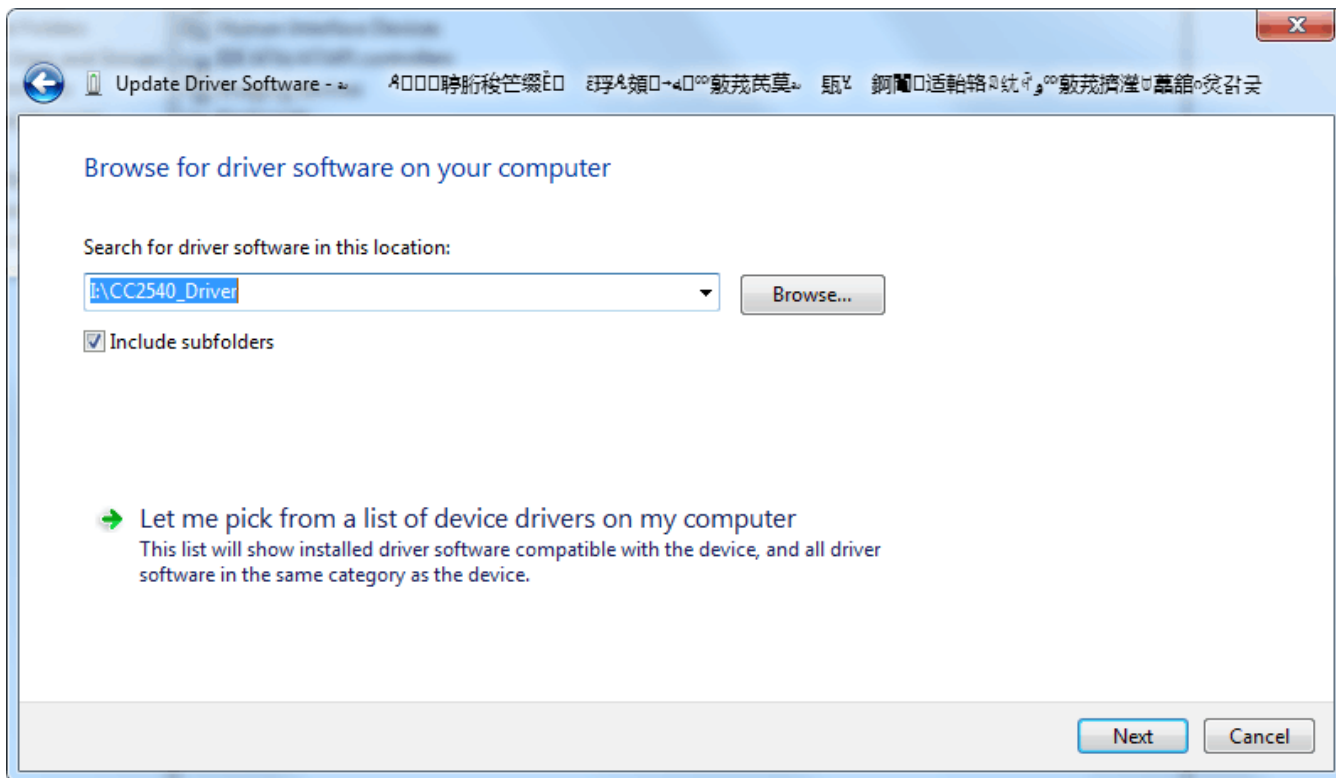 Update Driver Software -
Browse for driver software on your computer
Search for driver software in this location:
I:\CC2540_Driver
Browse...
Include subfolders
Let me pick from a list of device drivers on my computer
This list will show installed driver software compatible with the device, and all driver
software in the same category as the device.
Next
Cancel